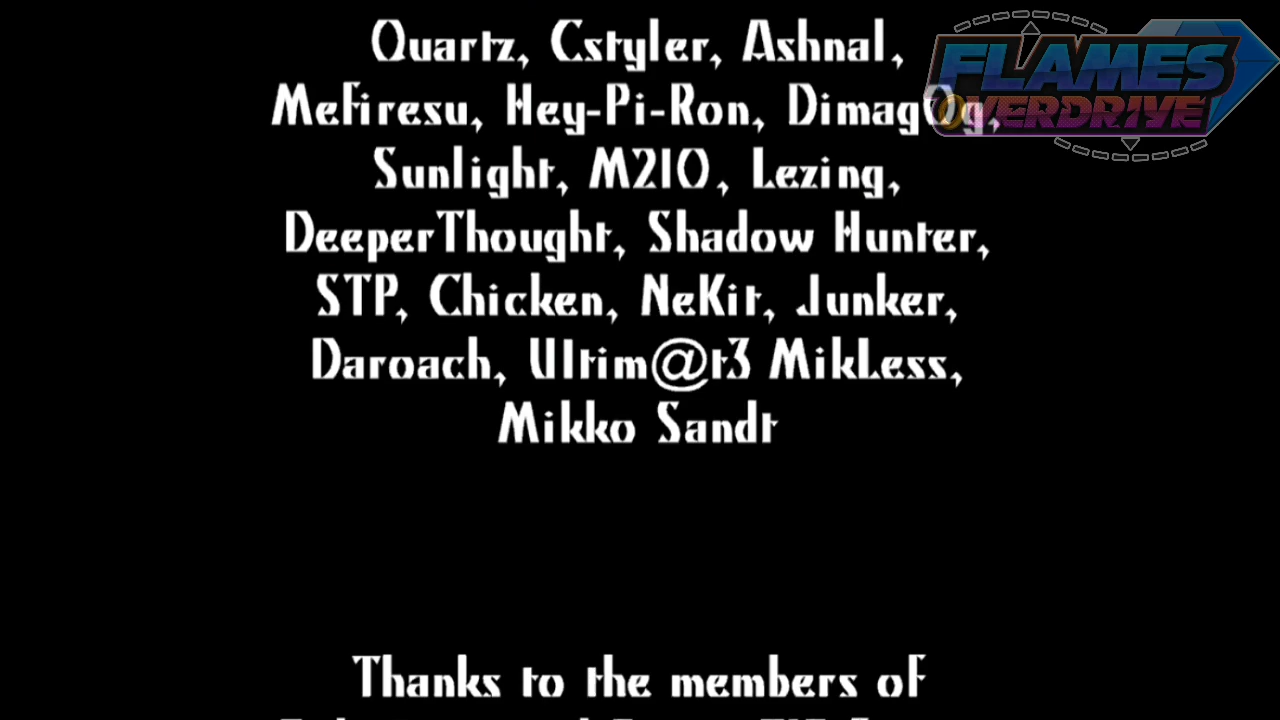 Quartz, Cstyler, Ashnal,
MeFiresu, Hey-Pi-Ron, Dimag0g,
Sunlight, M210, Lezing,
DeeperThought, Shadow Hunter,
STP, Chicken, NeKit, Junker,
Daroach, Ultim@t3 MikLess,
Mikko Sandt
Thanks to the members of
FLAMES
OVERDRIVE